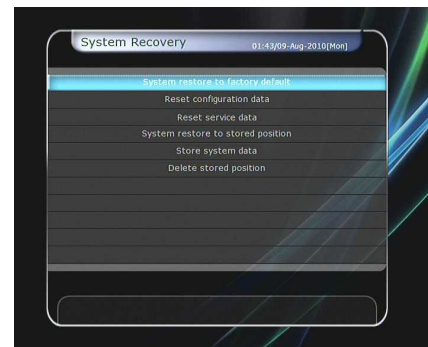 System Recovery
01:43/09-Aug-2010[Mon]
System restore to factory default
Reset configuration data
Reset service data
System restore to stored position
Store system data
Delete stored position